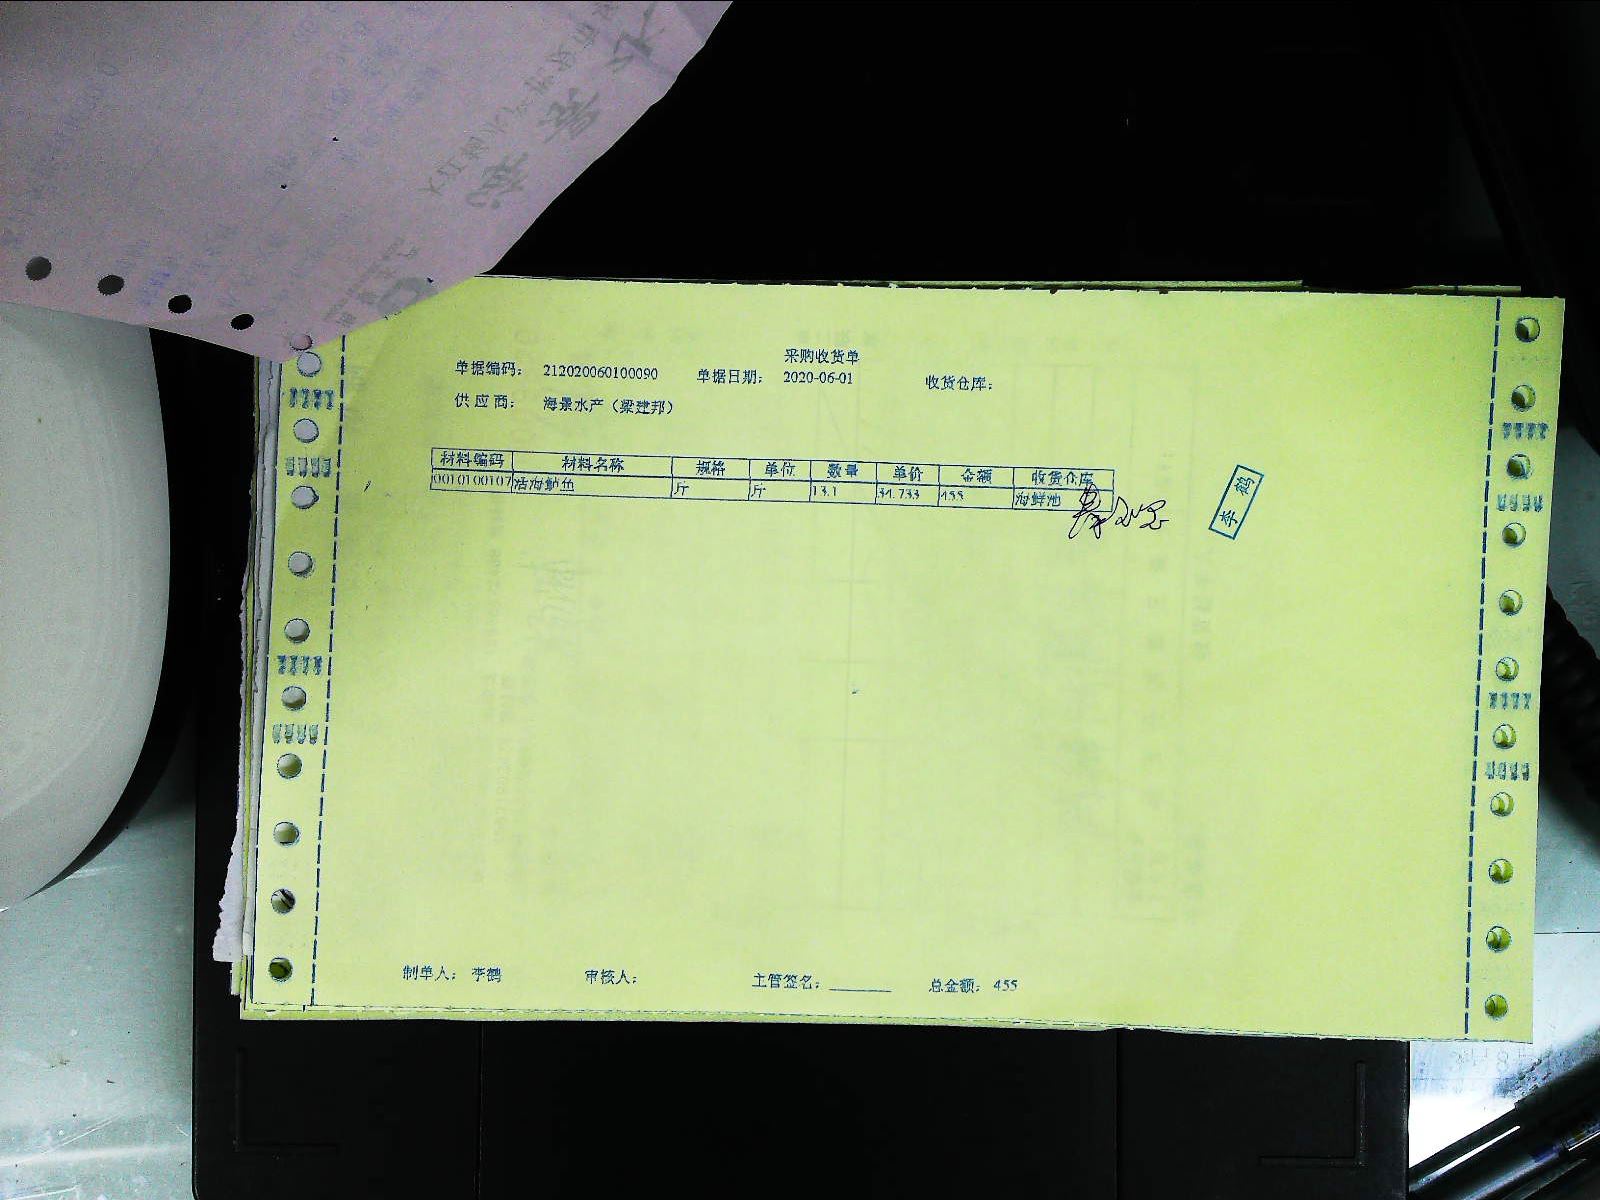 采购收货单
单据编码： 212020060100090 单据日期： 2020-06-01 收货仓库：
供应商： 海景水产（梁建邦）
材料编码 材料名称 规格 单位 数量 单价 金额 收货仓库
0010100107 活海鲈鱼 斤 斤 13.1 34.733 455 海鲜池
李鹤
制单人： 李鹤 审核人： 主管签名： 总金额： 455